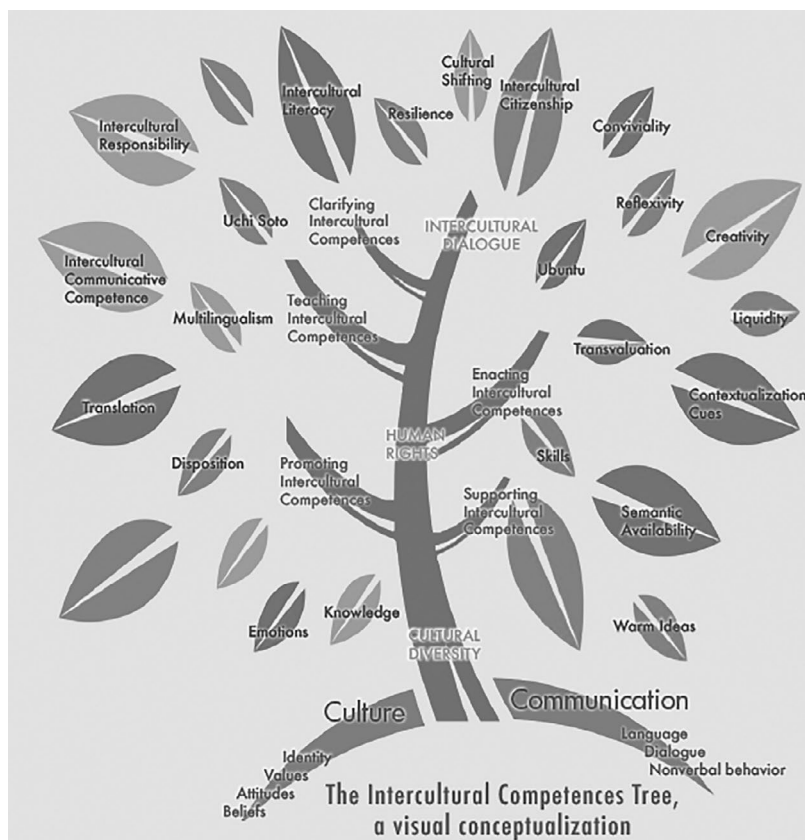 Cultural
Shifting
Intercultural
Literacy
Resilience
Intercultural
Citizenship
Intercultural
Responsibility
Conviviality
Clarifying
Intercultural
Competences
Uchi Soto
INTERCULTURAL
DIALOGUE
Reflexivity
Creativity
Intercultural
Communicative
Competence
Ubuntu
Teaching
Intercultural
Competences
Multilingualism
Liquidity
Transvaluation
Translation
Enacting
Intercultural
Competences
Contextualization
Cues
HUMAN
RIGHTS
Disposition
Promoting
Intercultural
Competences
Skills
Supporting
Intercultural
Competences
Semantic
Availability
Emotions
Knowledge
CULTURAL
DIVERSITY
Warm Ideas
Culture
Communication
Identity
Values
Attitudes
Beliefs
Language
Dialogue
Nonverbal behavior
The Intercultural Competences Tree,
a visual conceptualization